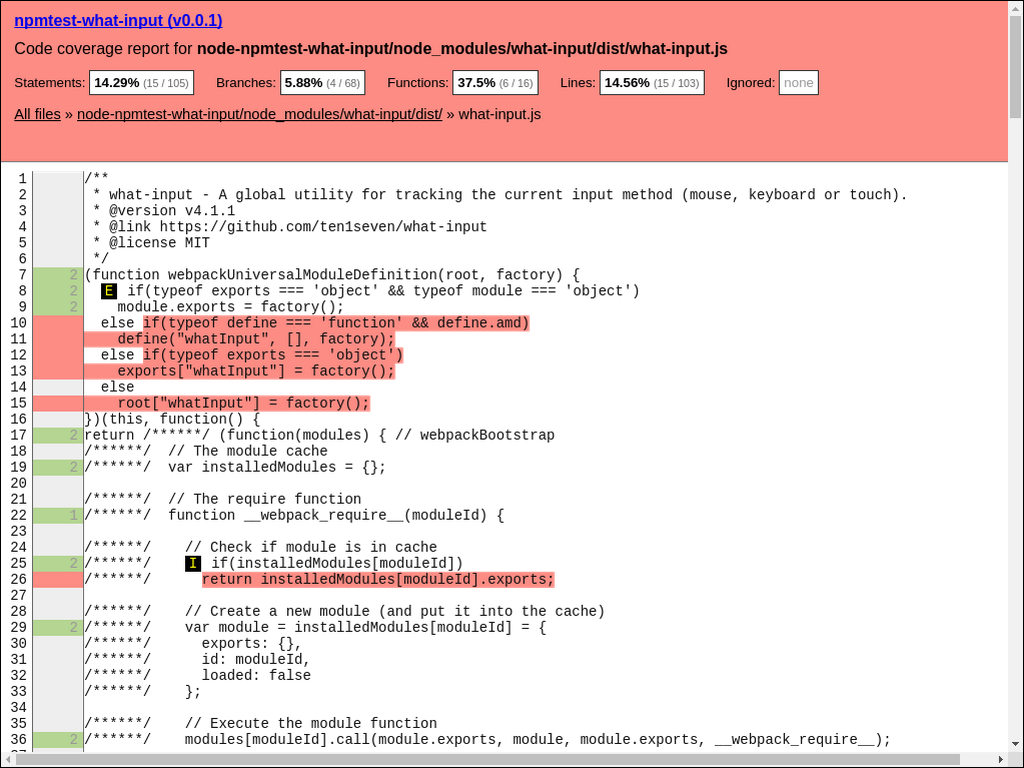 npmtest-what-input (v0.0.1)
Code coverage report for node-npmtest-what-input/node_modules/what-input/dist/what-input.js
Statements: 14.29% (15 / 105) Branches: 5.88% (4 / 68) Functions: 37.5% (6 / 16) Lines: 14.56% (15 / 103) Ignored: none
All files » node-npmtest-what-input/node_modules/what-input/dist/ » what-input.js
1 /**
2  * what-input - A global utility for tracking the current input method (mouse, keyboard or touch).
3  * @version v4.1.1
4  * @link https://github.com/ten1seven/what-input
5  * @license MIT
6  */
7 2 (function webpackUniversalModuleDefinition(root, factory) {
8 2   E if(typeof exports === 'object' && typeof module === 'object')
9 2     module.exports = factory();
10   else if(typeof define === 'function' && define.amd)
11     define("whatInput", [], factory);
12   else if(typeof exports === 'object')
13     exports["whatInput"] = factory();
14   else
15     root["whatInput"] = factory();
16 })(this, function() {
17 2 return /******/ (function(modules) { // webpackBootstrap
18 /******/  // The module cache
19 2 /******/  var installedModules = {};
20
21 /******/  // The require function
22 1 /******/  function __webpack_require__(moduleId) {
23
24 /******/    // Check if module is in cache
25 2 /******/    I if(installedModules[moduleId])
26 /******/      return installedModules[moduleId].exports;
27
28 /******/    // Create a new module (and put it into the cache)
29 2 /******/    var module = installedModules[moduleId] = {
30 /******/      exports: {},
31 /******/      id: moduleId,
32 /******/      loaded: false
33 /******/    };
34
35 /******/    // Execute the module function
36 2 /******/    modules[moduleId].call(module.exports, module, module.exports, __webpack_require__);